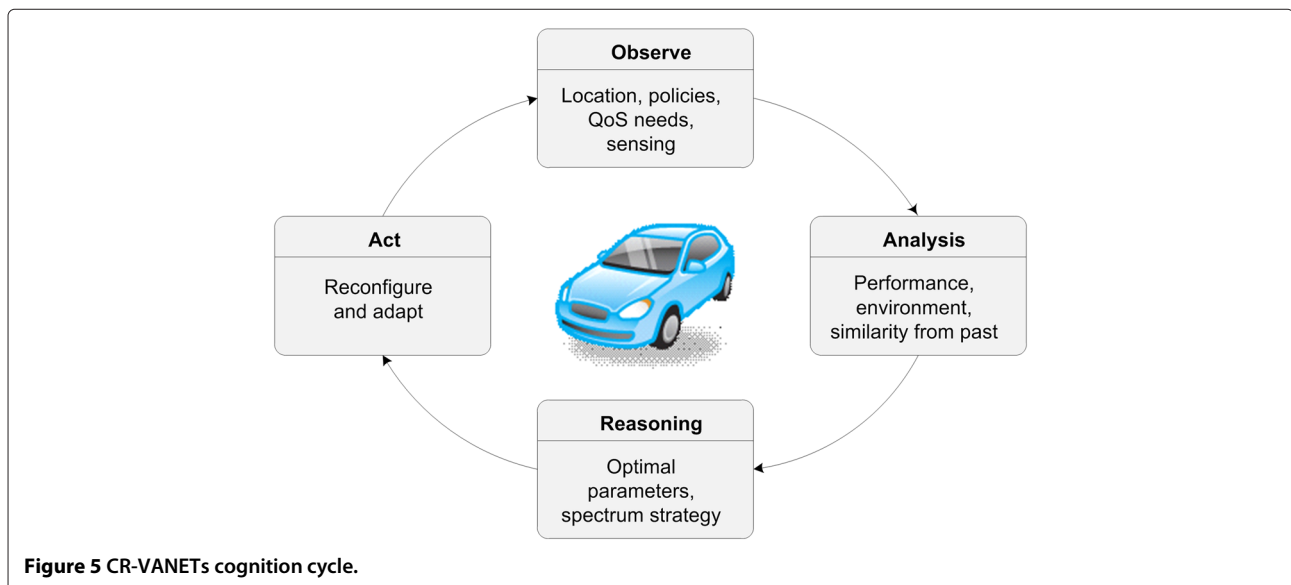 Observe
Location, policies,
QoS needs,
sensing
Act
Reconfigure
and adapt
Analysis
Performance,
environment,
similarity from past
Reasoning
Optimal
parameters,
spectrum strategy
Figure 5 CR-VANETs cognition cycle.